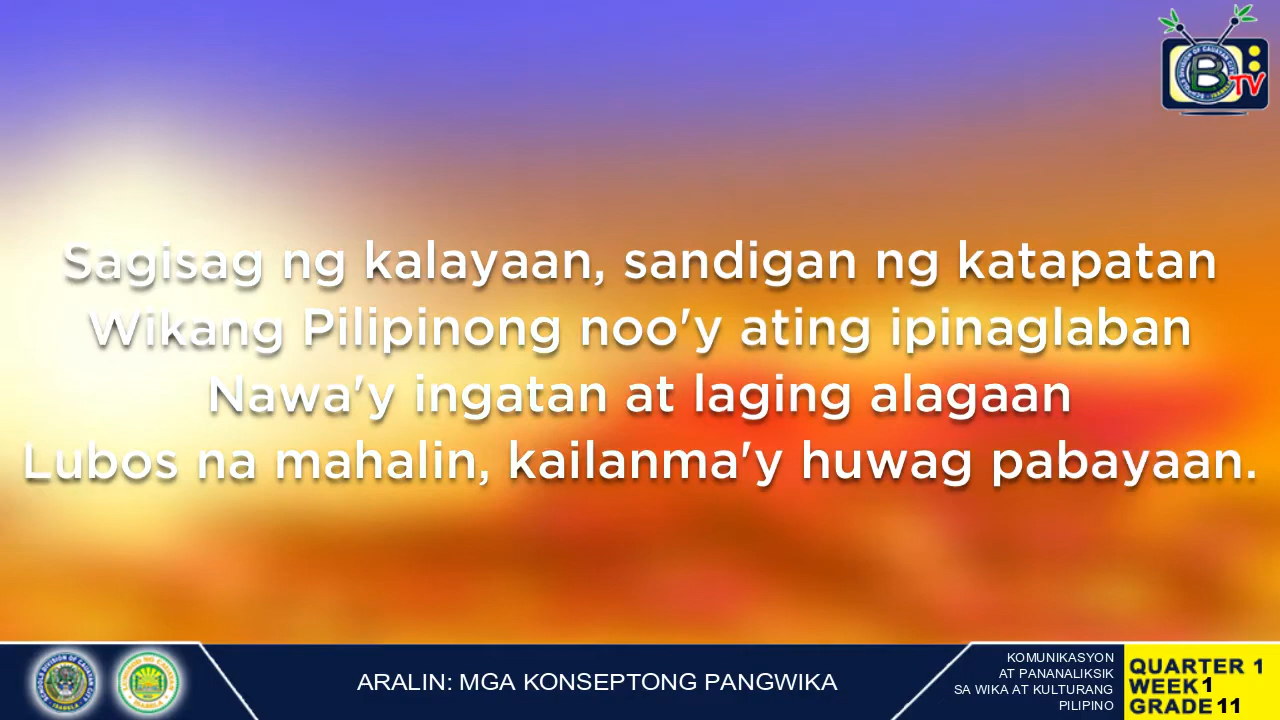 B
TV
Sagisag ng kalayaan, sandigan ng katapatan
Wikang Pilipinong noo'y ating ipinaglaban
Nawa'y ingatan at laging alagaan
Lubos na mahalin, kailanma'y huwag pabayaan.
ARALIN: MGA KONSEPTONG PANGWIKA
KOMUNIKASYON
AT PANANALIKSIK
SA WIKA AT KULTURANG
PILIPINO
QUARTER 1
WEEK 1
GRADE 11